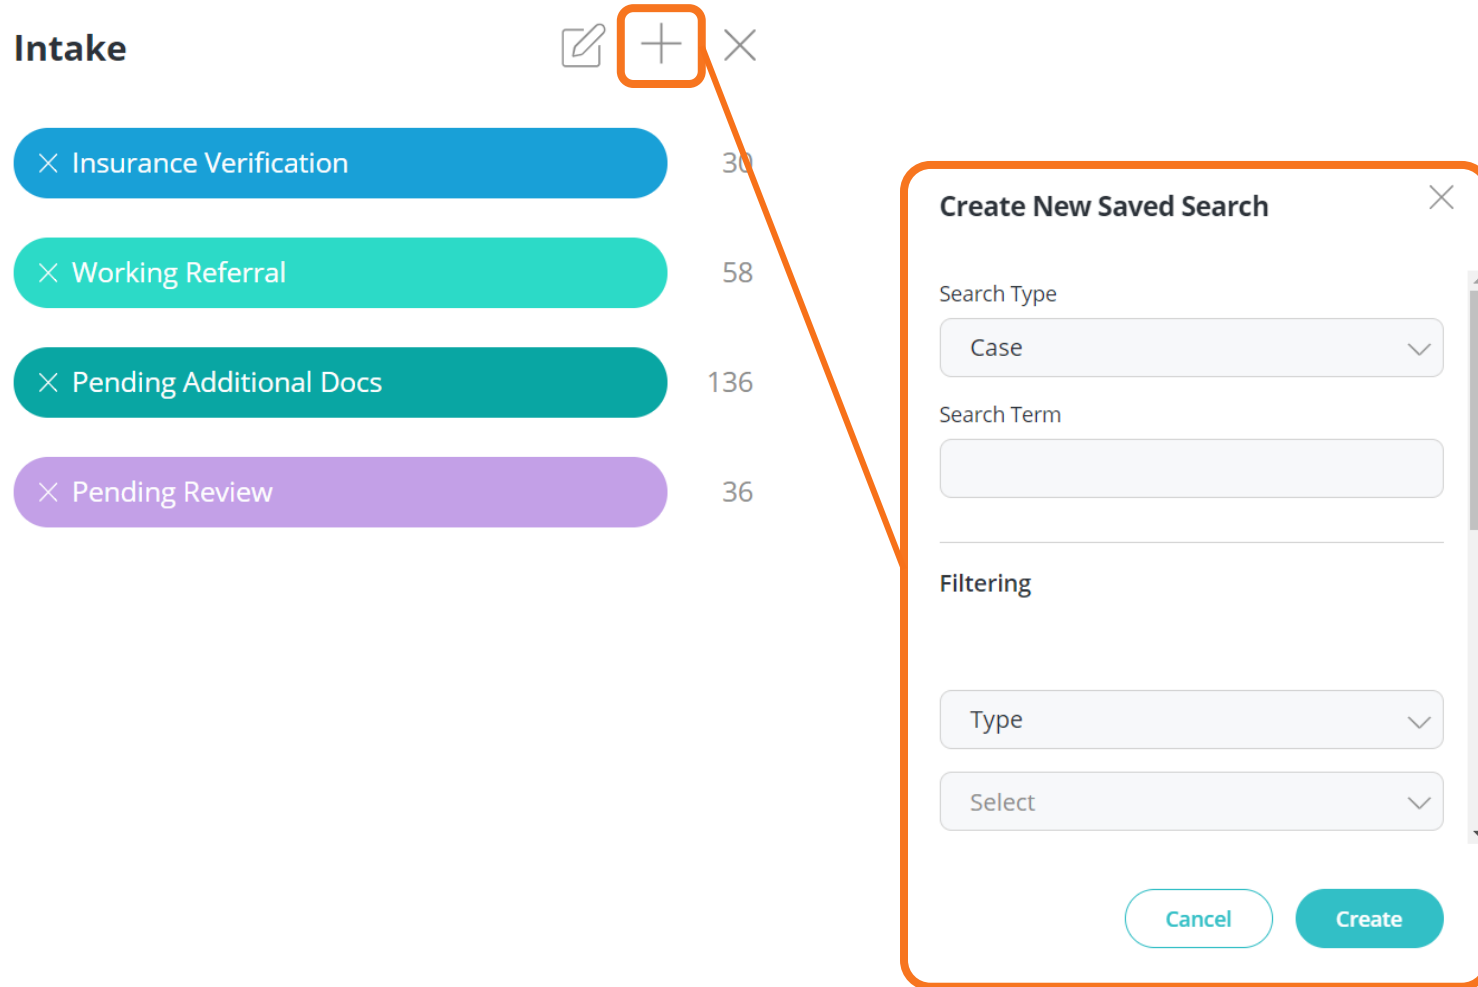 Intake
Insurance Verification 30
Working Referral 58
Pending Additional Docs 136
Pending Review 36
Create New Saved Search
Search Type
Case
Search Term
Filtering
Type
Select
Cancel Create